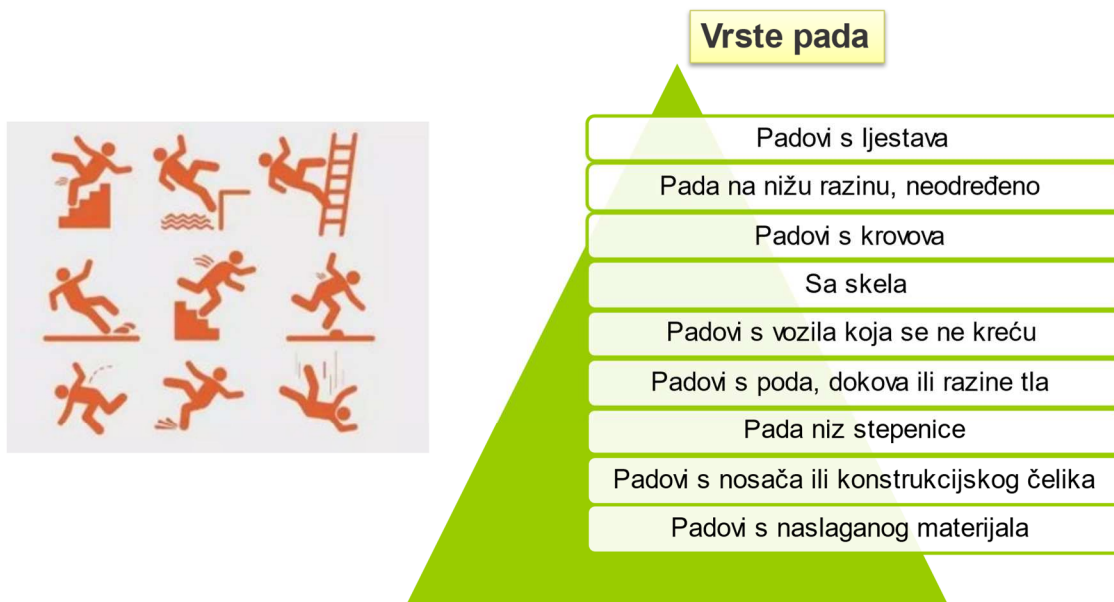 Vrste pada
Padovi s ljestava
Pada na nižu razinu, neodređeno
Padovi s krovova
Sa skela
Padovi s vozila koja se ne kreću
Padovi s poda, dokova ili razine tla
Pada niz stepenice
Padovi s nosača ili konstrukcijskog čelika
Padovi s naslaganog materijala